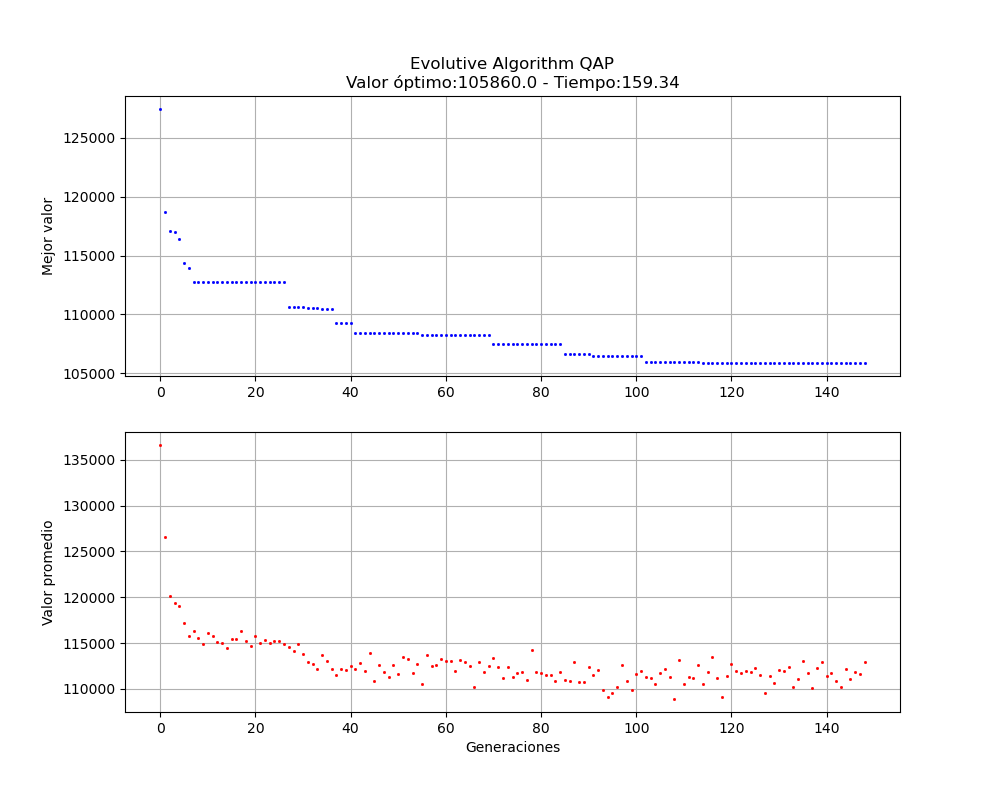 Evolutive Algorithm QAP
Valor óptimo:105860.0 - Tiempo:159.34
Mejor valor
125000
120000
115000
110000
105000
0 20 40 60 80 100 120 140
Valor promedio
135000
130000
125000
120000
115000
110000
0 20 40 60 80 100 120 140
Generaciones